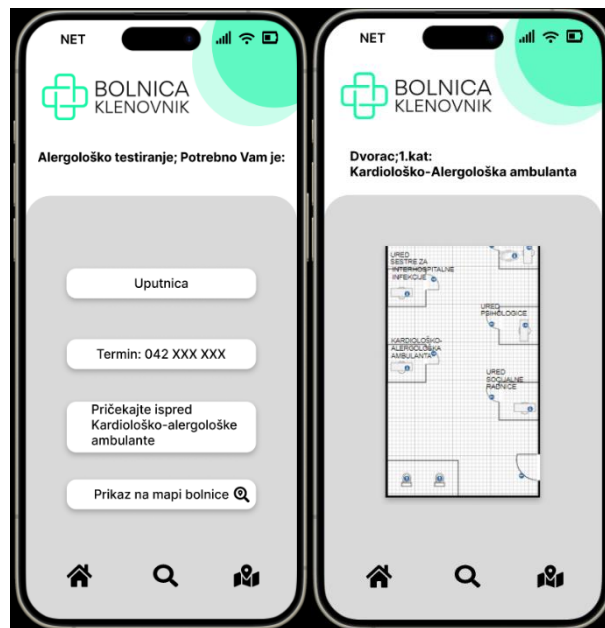 NET
BOLNICA
KLENOVNIK
Alergološko testiranje; Potrebno Vam je:
Uputnica
Termin: 042 XXX XXX
Pričekajte ispred
Kardiološko-alergološke
ambulante
Prikaz na mapi bolnice
NET
BOLNICA
KLENOVNIK
Dvorac;1.kat:
Kardiološko-Alergološka ambulanta
URED
SESTRE ZA
INTERHOSPITALNE
INFEKCIJE
URED
PSIHOLOGICE
KARDIOLOŠKO-
ALERGOLOŠKA
AMBULANTA
URED
SOCIJALNE
RADNICE